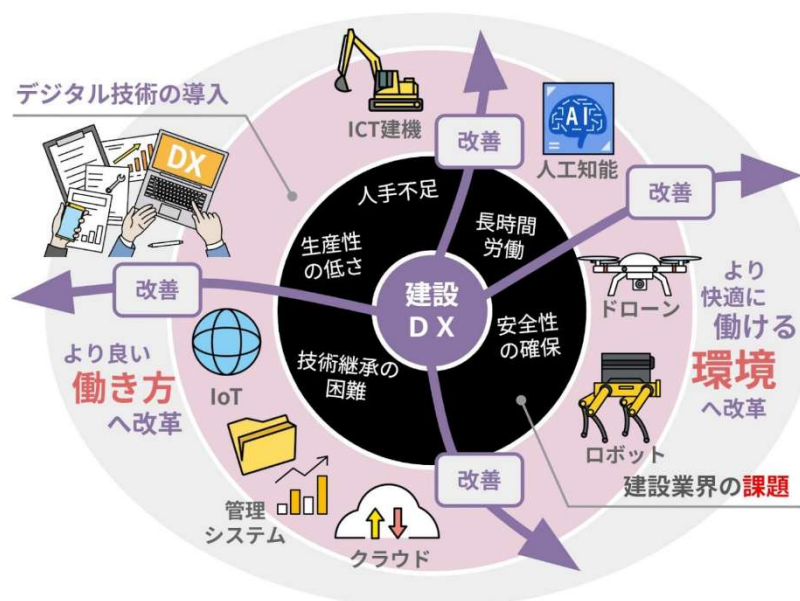 デジタル技術の導入
DX
ICT建機
改善
AI
人工知能
改善
人手不足
長時間
労働
生産性
の低さ
建設
DX
安全性
の確保
技術継承の
困難
改善
ドローン
より
快適に
働ける
環境
へ改革
より良い
働き方
へ改革
IoT
ロボット
管理
システム
クラウド
改善
建設業界の課題